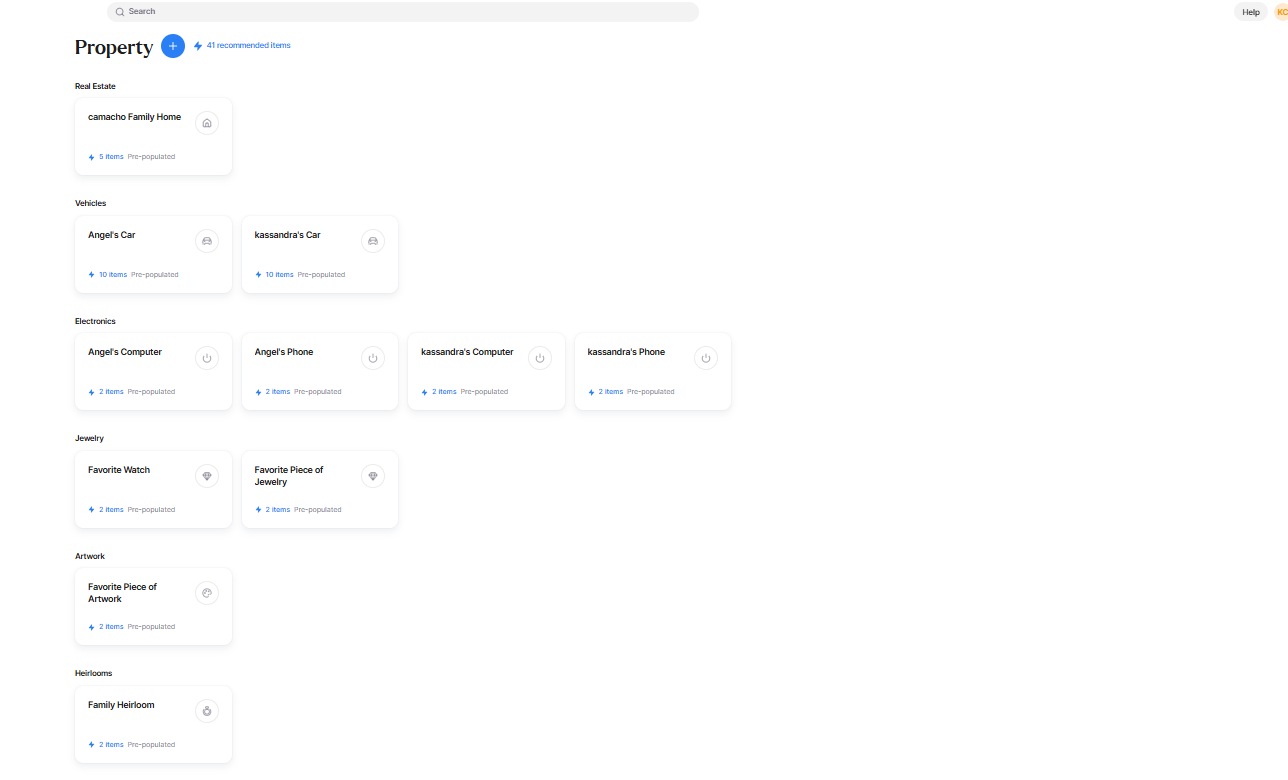 Search
Help
KC
Property
41 recommended items
Real Estate
camacho Family Home
5 items Pre-populated
Vehicles
Angel's Car
10 items Pre-populated
kassandra's Car
10 items Pre-populated
Electronics
Angel's Computer
2 items Pre-populated
Angel's Phone
2 items Pre-populated
kassandra's Computer
2 items Pre-populated
kassandra's Phone
2 items Pre-populated
Jewelry
Favorite Watch
2 items Pre-populated
Favorite Piece of
Jewelry
2 items Pre-populated
Artwork
Favorite Piece of
Artwork
2 items Pre-populated
Heirlooms
Family Heirloom
2 items Pre-populated